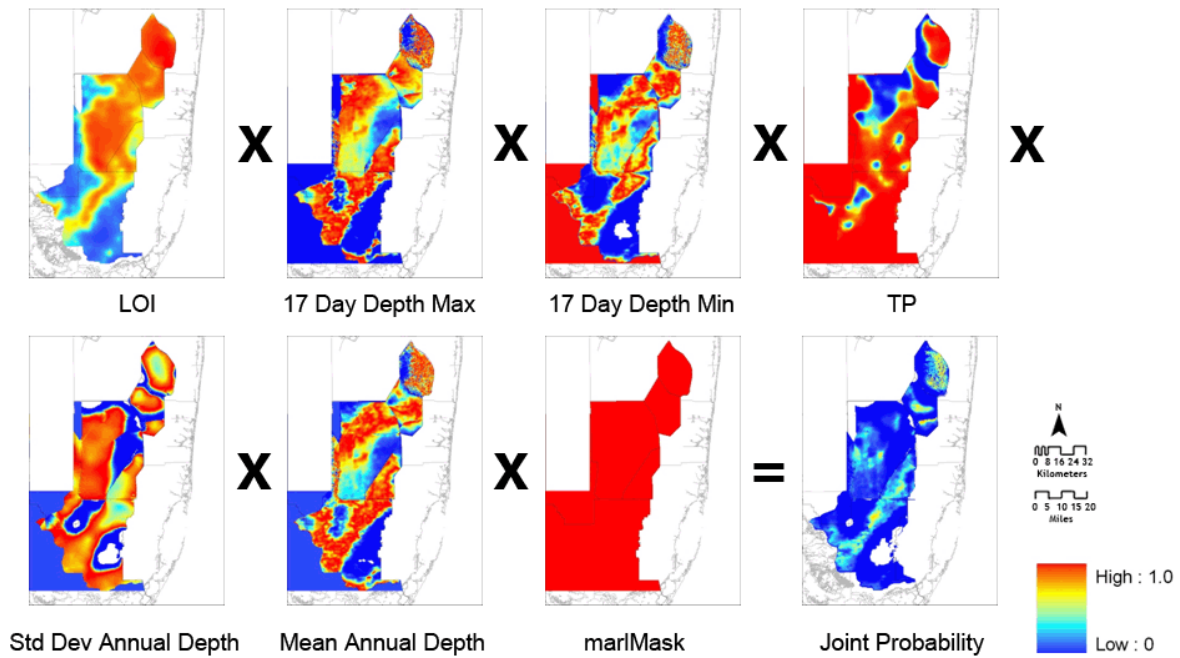 X X X X
LOI 17 Day Depth Max 17 Day Depth Min TP
X X =
N
0 8 16 24 32
Kilometers
0 5 10 15 20
Miles
High : 1.0
Low : 0
Std Dev Annual Depth Mean Annual Depth marlMask Joint Probability